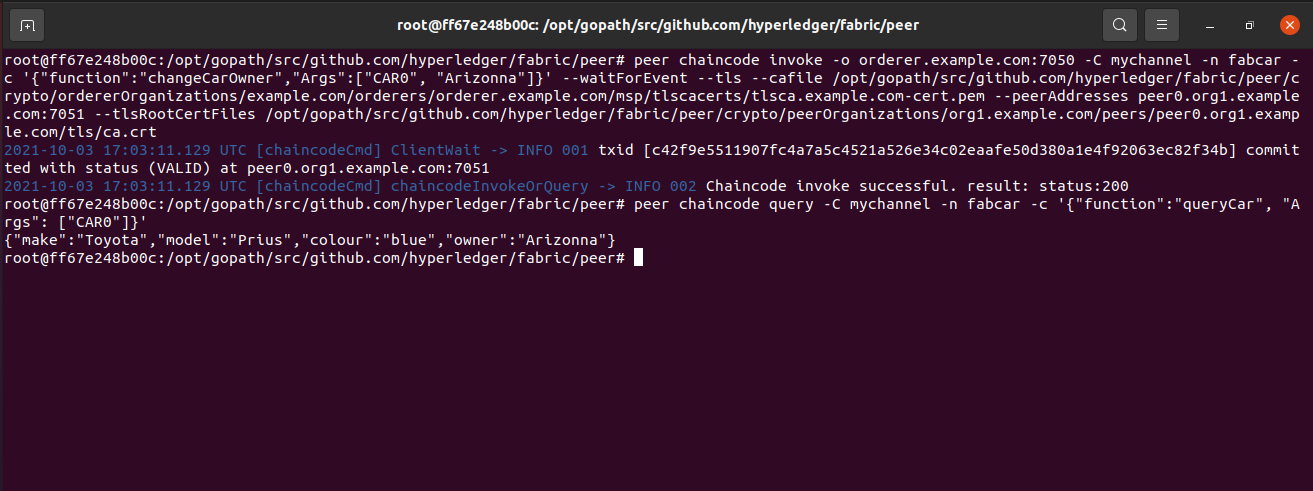 root@ff67e248b00c: /opt/gopath/src/github.com/hyperledger/fabric/peer
root@ff67e248b00c:/opt/gopath/src/github.com/hyperledger/fabric/peer# peer chaincode invoke -o orderer.example.com:7050 -C mychannel -n fabcar -
c '{"function":"changeCarOwner","Args":["CAR0", "Arizonna"]}' --waitForEvent --tls --cafile /opt/gopath/src/github.com/hyperledger/fabric/peer/c
rypto/ordererOrganizations/example.com/orderers/orderer.example.com/msp/tlscacerts/tlsca.example.com-cert.pem --peerAddresses peer0.org1.example
.com:7051 --tlsRootCertFiles /opt/gopath/src/github.com/hyperledger/fabric/peer/crypto/peerOrganizations/org1.example.com/peers/peer0.org1.examp
le.com/tls/ca.crt
2021-10-03 17:03:11.129 UTC [chaincodeCmd] ClientWait -> INFO 001 txid [c42f9e5511907fc4a7a5c4521a526e34c02eaafe50d380a1e4f92063ec82f34b] commit
ted with status (VALID) at peer0.org1.example.com:7051
2021-10-03 17:03:11.129 UTC [chaincodeCmd] chaincodeInvokeOrQuery -> INFO 002 Chaincode invoke successful. result: status:200
root@ff67e248b00c:/opt/gopath/src/github.com/hyperledger/fabric/peer# peer chaincode query -C mychannel -n fabcar -c '{"function":"queryCar", "A
rgs": ["CAR0"]}'
{"make":"Toyota","model":"Prius","colour":"blue","owner":"Arizonna"}
root@ff67e248b00c:/opt/gopath/src/github.com/hyperledger/fabric/peer#